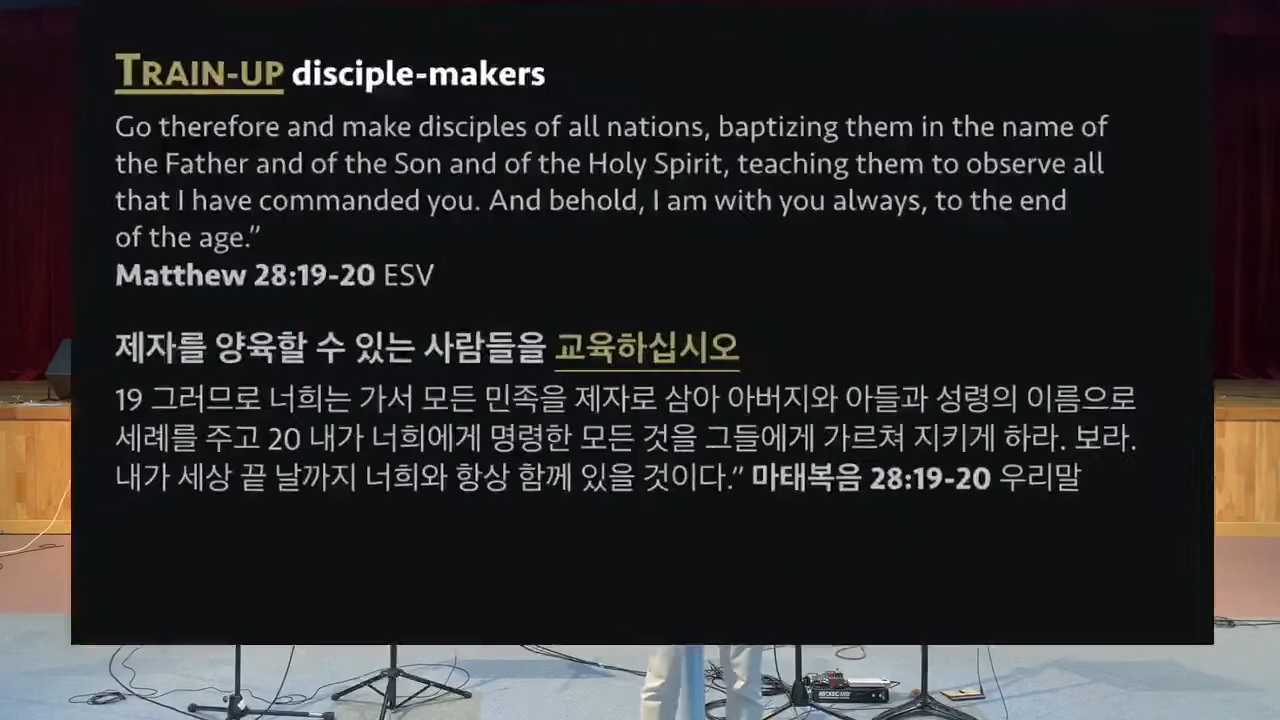 TRAIN-UP disciple-makers
Go therefore and make disciples of all nations, baptizing them in the name of
the Father and of the Son and of the Holy Spirit, teaching them to observe all
that I have commanded you. And behold, I am with you always, to the end
of the age.”
Matthew 28:19-20 ESV
제자를 양육할 수 있는 사람들을 교육하십시오
19 그러므로 너희는 가서 모든 민족을 제자로 삼아 아버지와 아들과 성령의 이름으로
세례를 주고 20 내가 너희에게 명령한 모든 것을 그들에게 가르쳐 지키게 하라. 보라.
내가 세상 끝 날까지 너희와 항상 함께 있을 것이다.” 마태복음 28:19-20 우리말